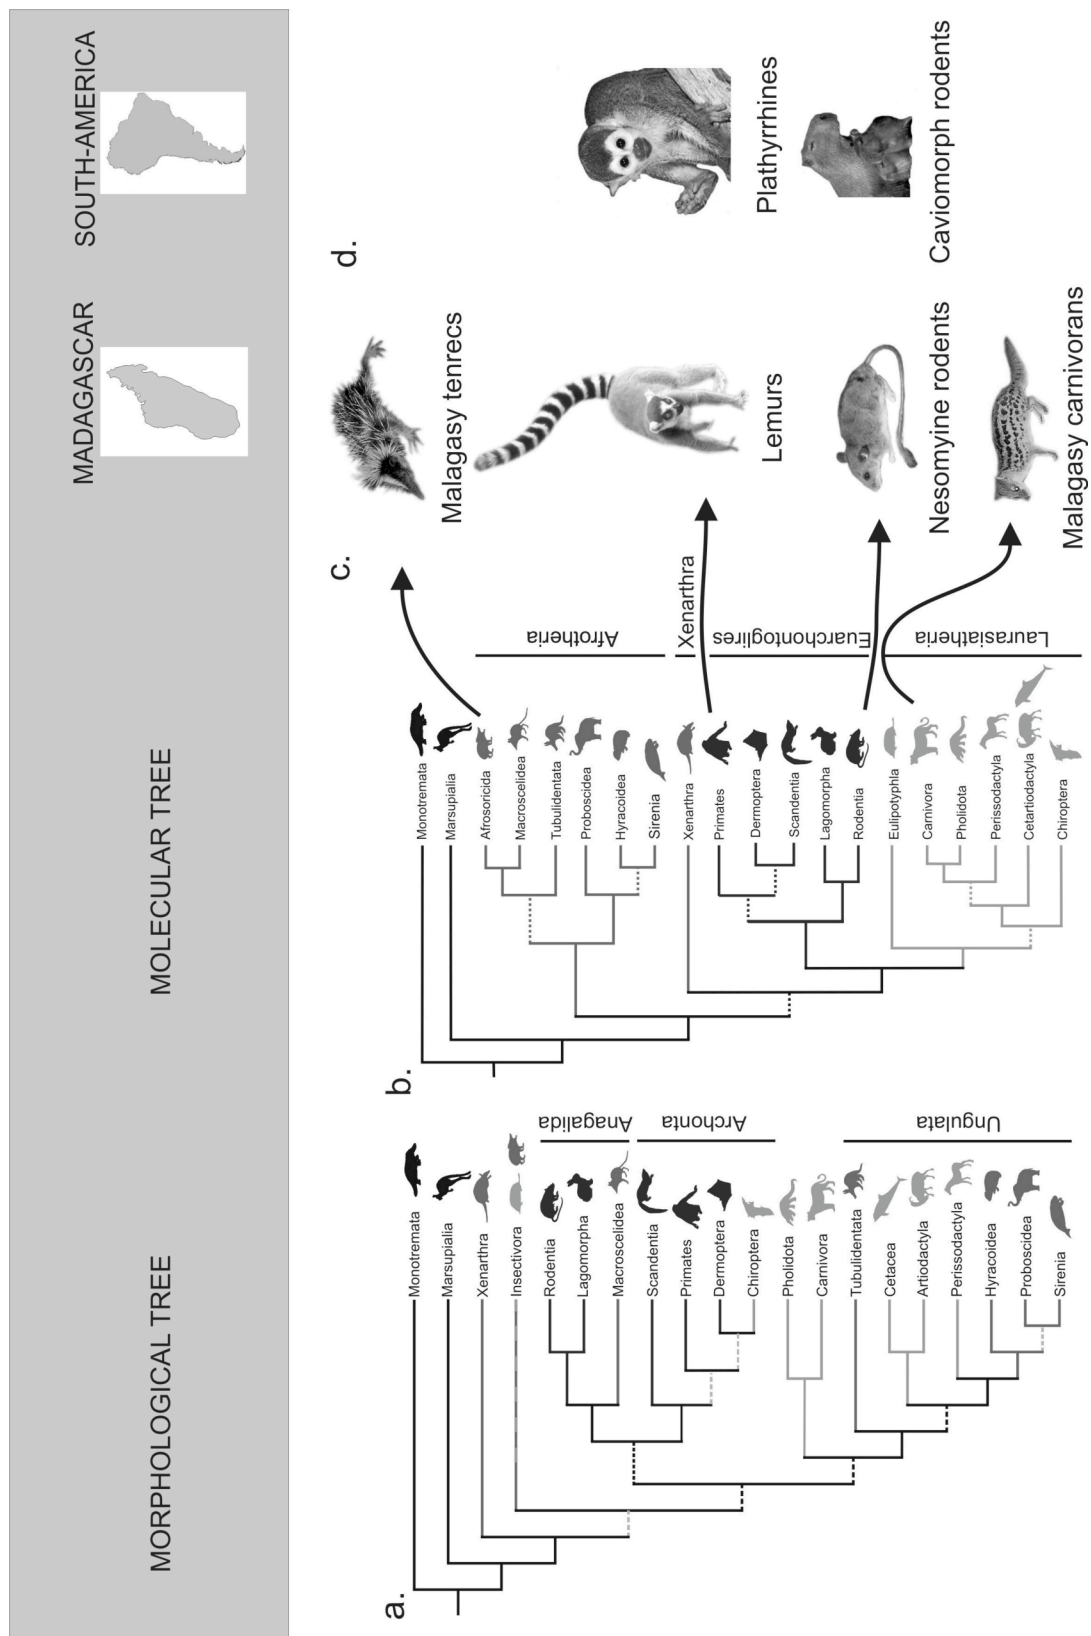 MORPHOLOGICAL TREE
MOLECULAR TREE
MADAGASCAR
SOUTH-AMERICA
a.
Monotremata
Marsupialia
Xenarthra
Insectivora
Rodentia
Lagomorpha
Macroscelidea
Scandentia
Primates
Dermoptera
Chiroptera
Pholidota
Carnivora
Tubulidentata
Cetacea
Artiodactyla
Perissodactyla
Hyracoidea
Proboscidea
Sirenia
Anagalida
Archonta
Ungulata
b.
Monotremata
Marsupialia
Afrosoricida
Macroscelidea
Tubulidentata
Proboscidea
Hyracoidea
Sirenia
Xenarthra
Primates
Dermoptera
Scandentia
Lagomorpha
Rodentia
Eulipotyphla
Carnivora
Pholidota
Perissodactyla
Cetartiodactyla
Chiroptera
Afrotheria
Xenarthra
Euarchontoglires
Laurasiatheria
c.
Malagasy tenrecs
Lemurs
Nesomyine rodents
Malagasy carnivorans
d.
Plathyrrhines
Caviomorph rodents